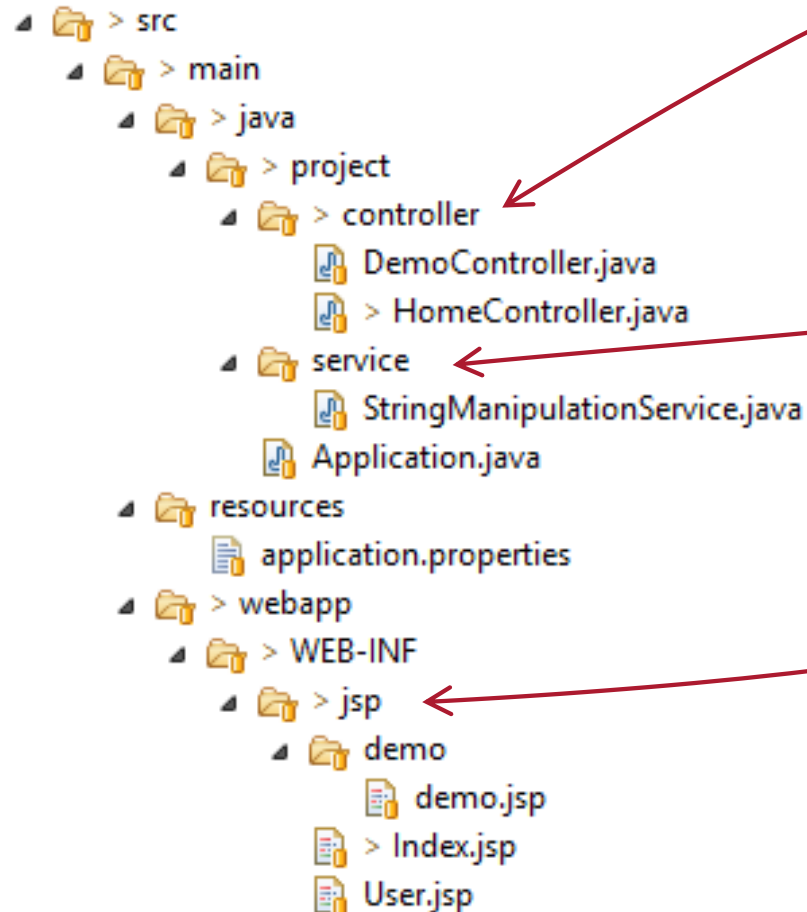 > src
> main
> java
> project
> controller
DemoController.java
> HomeController.java
service
StringManipulationService.java
Application.java
resources
application.properties
> webapp
> WEB-INF
> jsp
demo
demo.jsp
> Index.jsp
User.jsp